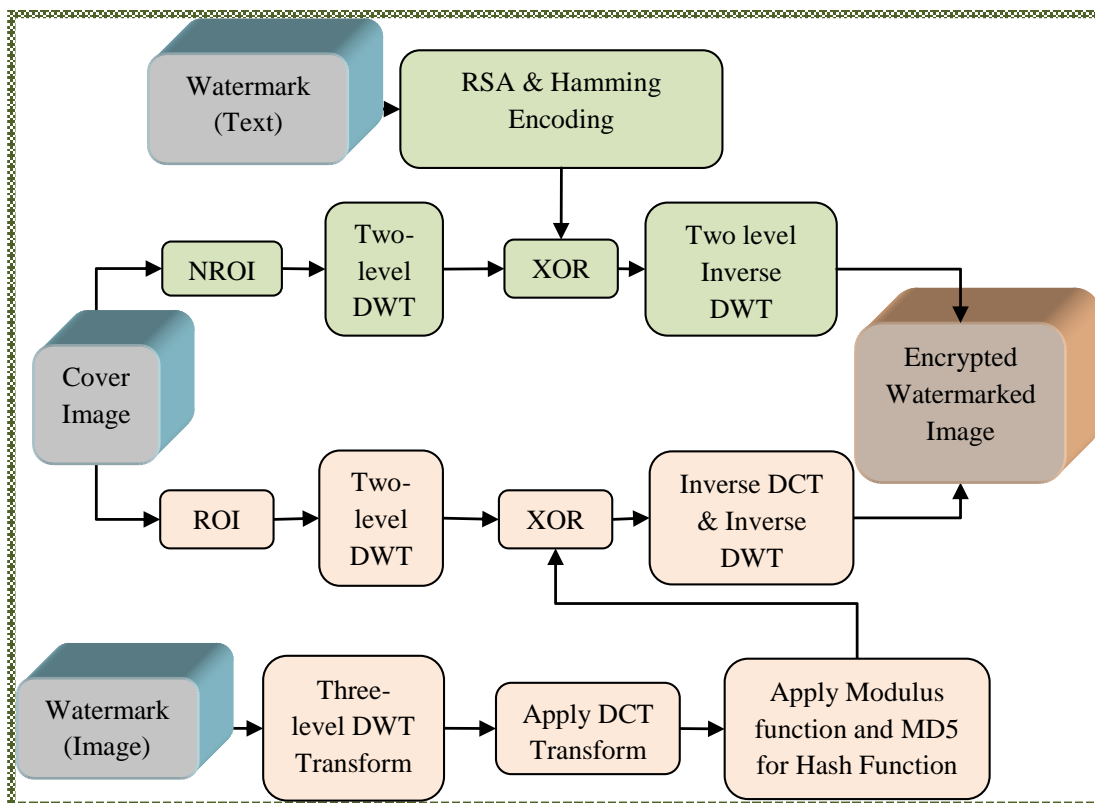 Watermark
(Text)
RSA & Hamming
Encoding
NROI
Two-
level
DWT
XOR
Two level
Inverse
DWT
Cover
Image
Encrypted
Watermarked
Image
ROI
Two-
level
DWT
XOR
Inverse DCT
& Inverse
DWT
Watermark
(Image)
Three-
level DWT
Transform
Apply DCT
Transform
Apply Modulus
function and MD5
for Hash Function